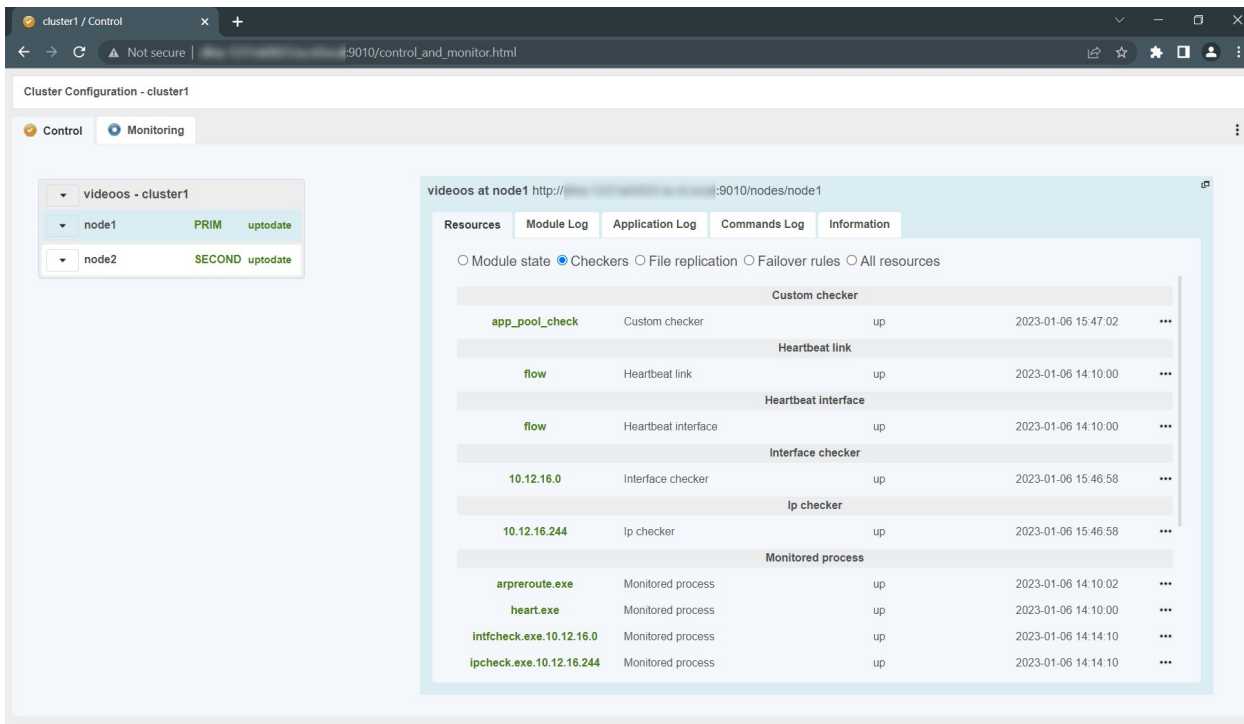 cluster1 / Control
Not secure | :9010/control_and_monitor.html
Cluster Configuration - cluster1
Control Monitoring
videoos - cluster1
node1 PRIM uptodate
node2 SECOND uptodate
videoos at node1 http:// :9010/nodes/node1
Resources Module Log Application Log Commands Log Information
Module state Checkers File replication Failover rules All resources
Custom checker
app_pool_check Custom checker up 2023-01-06 15:47:02
Heartbeat link
flow Heartbeat link up 2023-01-06 14:10:00
Heartbeat interface
flow Heartbeat interface up 2023-01-06 14:10:00
Interface checker
10.12.16.0 Interface checker up 2023-01-06 15:46:58
Ip checker
10.12.16.244 Ip checker up 2023-01-06 15:46:58
Monitored process
arpreroute.exe Monitored process up 2023-01-06 14:10:02
heart.exe Monitored process up 2023-01-06 14:10:00
intfcheck.exe.10.12.16.0 Monitored process up 2023-01-06 14:14:10
ipcheck.exe.10.12.16.244 Monitored process up 2023-01-06 14:14:10